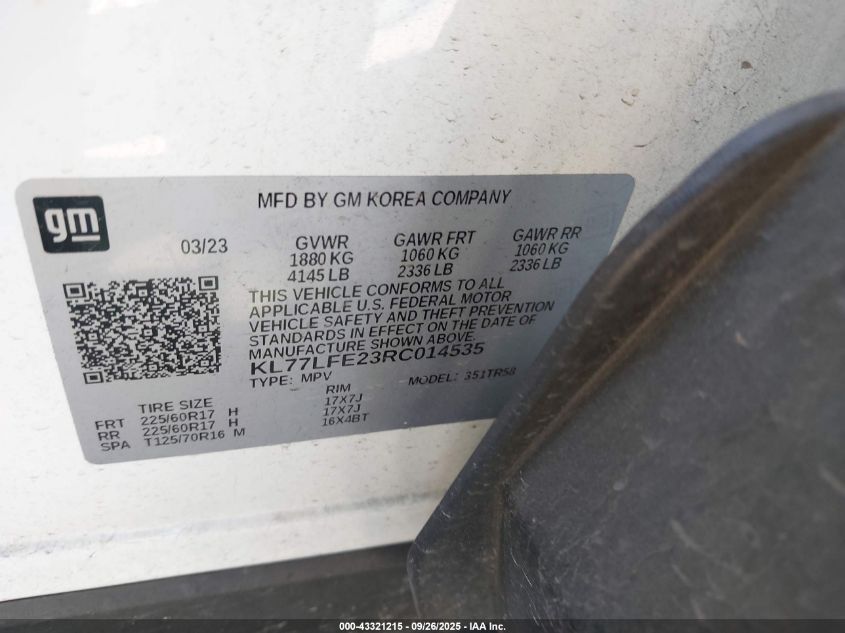 MFD BY GM KOREA COMPANY
gm
03/23 GVWR GAWR FRT GAWR RR
1880 KG 1060 KG 1060 KG
4145 LB 2336 LB 2336 LB
THIS VEHICLE CONFORMS TO ALL
APPLICABLE U.S. FEDERAL MOTOR
VEHICLE SAFETY AND THEFT PREVENTION
STANDARDS IN EFFECT ON THE DATE OF
MANUFACTURE SHOWN ABOVE.
KL77LFE23RC014535
TYPE: MPV MODEL: 351TR58
TIRE SIZE RIM
FRT 225/60R17 H 17X7J
RR 225/60R17 H 17X7J
SPA T125/70R16 M 16X4BT
000-43321215 - 09/26/2025 - IAA Inc.